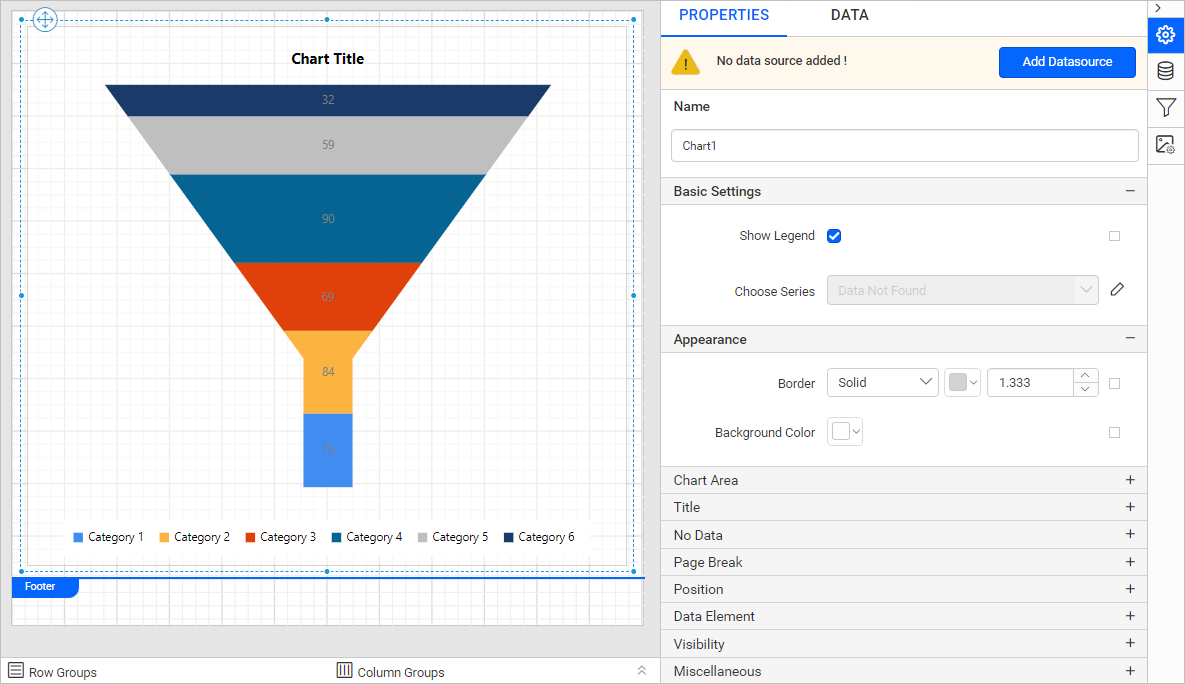 Chart Title
32
59
90
69
84
75
Category 1 Category 2 Category 3 Category 4 Category 5 Category 6
Footer
Row Groups
Column Groups
PROPERTIES DATA
! No data source added ! Add Datasource
Name
Chart1
Basic Settings
Show Legend
Choose Series Data Not Found
Appearance
Border Solid 1.333
Background Color
Chart Area
Title
No Data
Page Break
Position
Data Element
Visibility
Miscellaneous